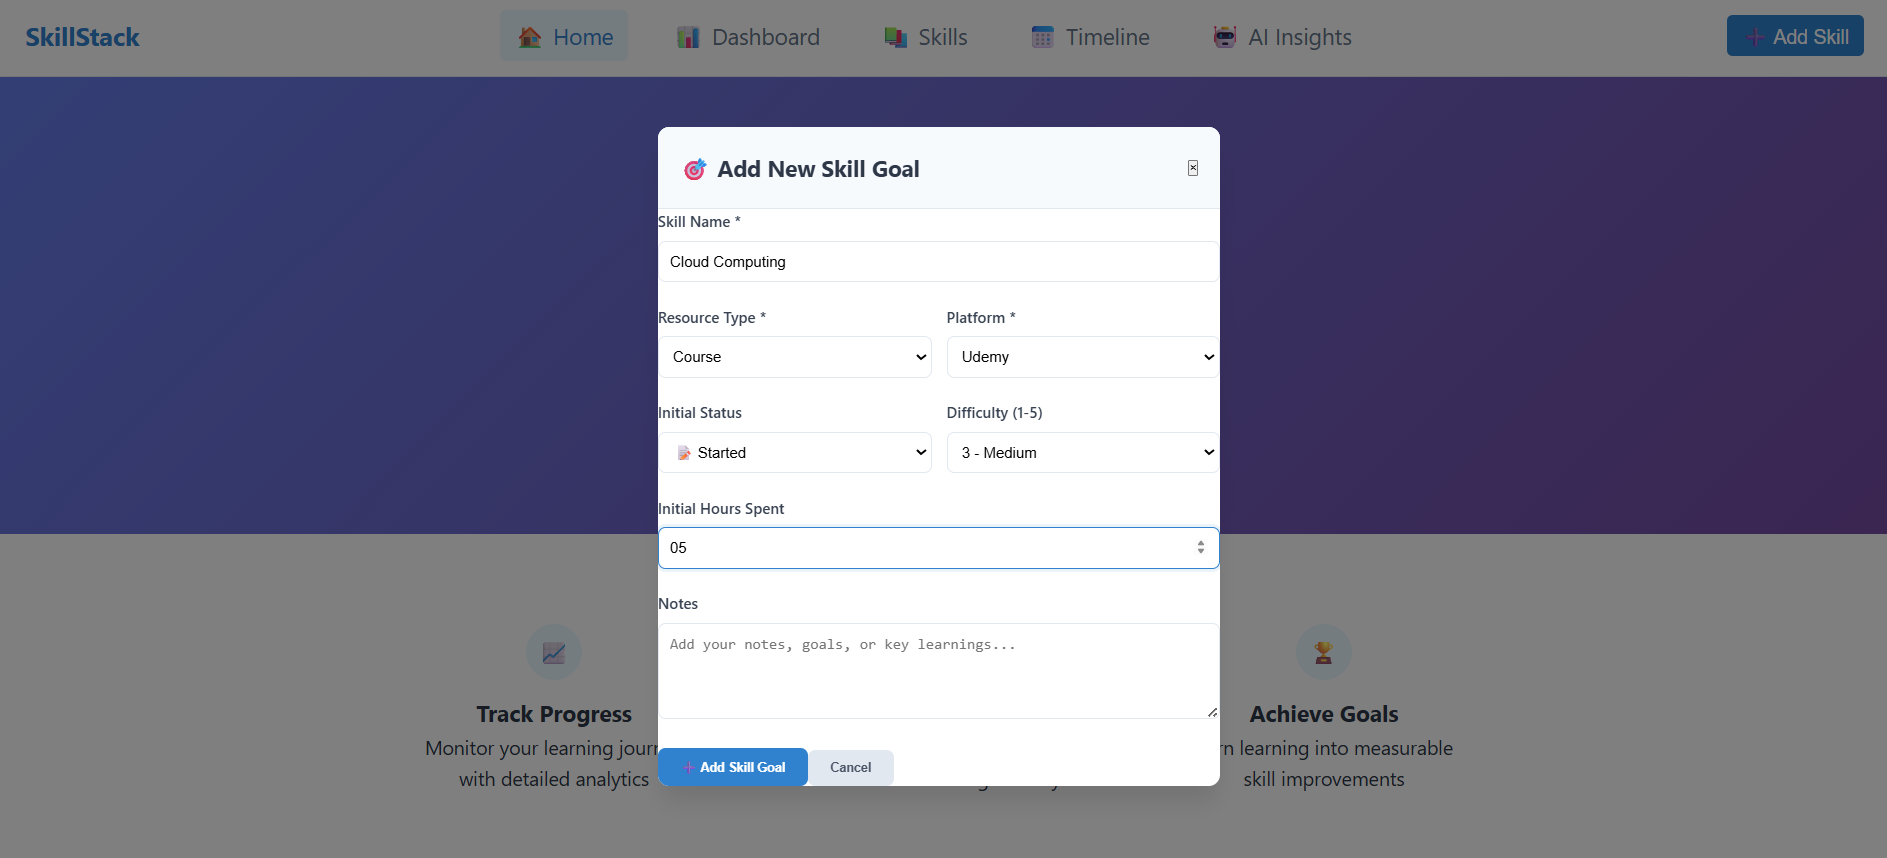 SkillStack
Home
Dashboard
Skills
Timeline
AI Insights
Add Skill
Add New Skill Goal
Skill Name *
Cloud Computing
Resource Type *
Platform *
Course
Udemy
Initial Status
Difficulty (1-5)
Started
3 - Medium
Initial Hours Spent
05
Notes
Add your notes, goals, or key learnings...
Add Skill Goal
Cancel
Track Progress
Monitor your learning
with detailed analytics
Achieve Goals
learning into measurable
skill improvements